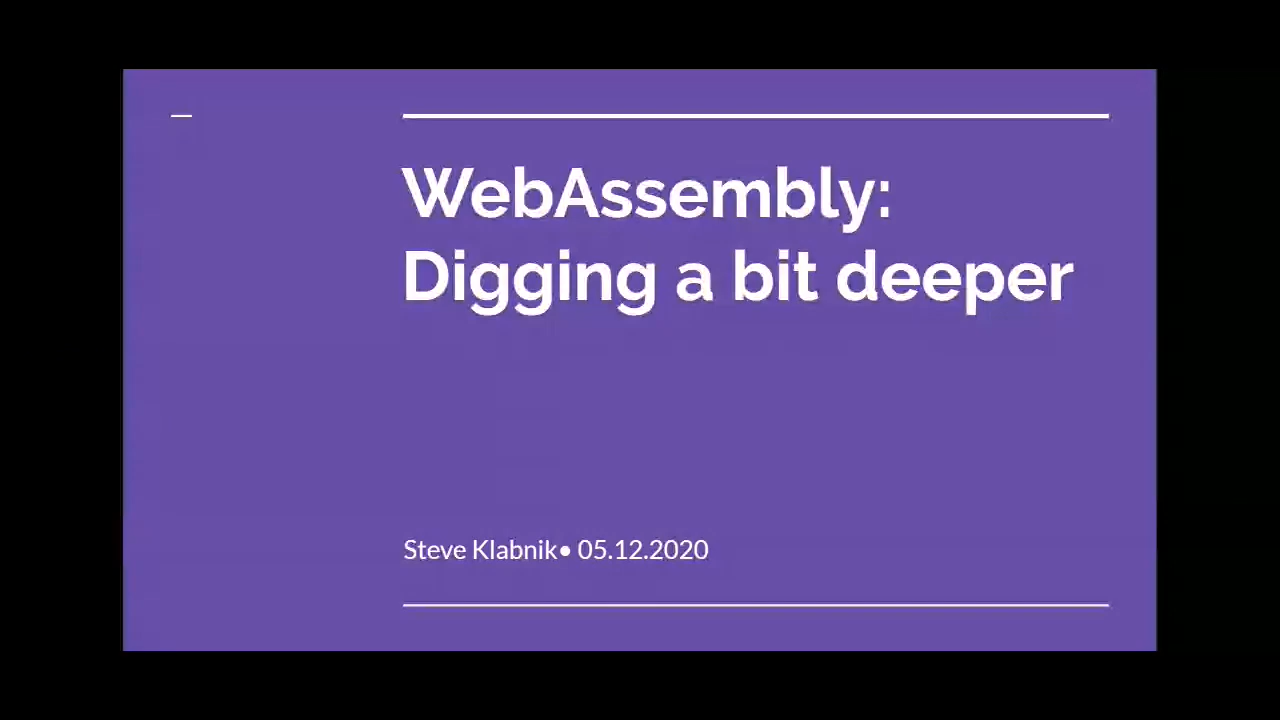 WebAssembly:
Digging a bit deeper
Steve Klabnik● 05.12.2020